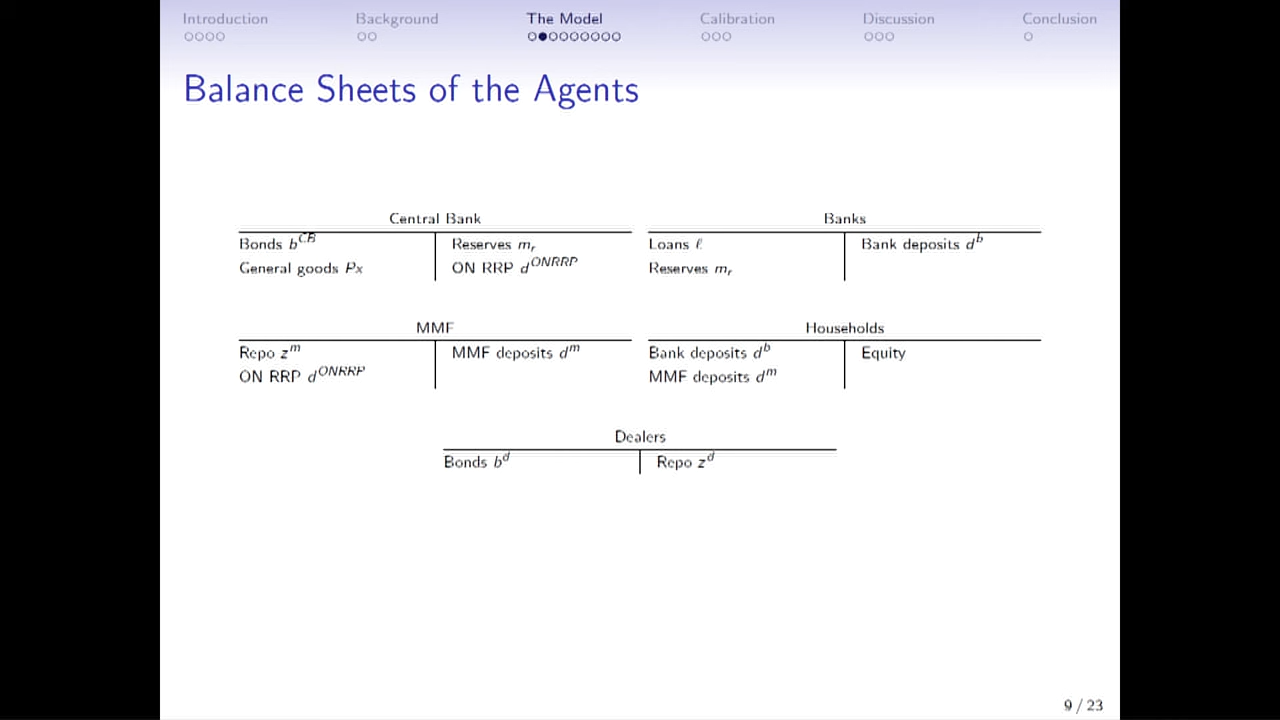 Introduction Background The Model Calibration Discussion Conclusion
Balance Sheets of the Agents
Central Bank
Bonds b^CB Reserves m_r
General goods Px ON RRP d^ONRRP
Banks
Loans ℓ Bank deposits d^b
Reserves m_r
MMF
Repo z^m MMF deposits d^m
ON RRP d^ONRRP
Households
Bank deposits d^b Equity
MMF deposits d^m
Dealers
Bonds b^d Repo z^d
9 / 23